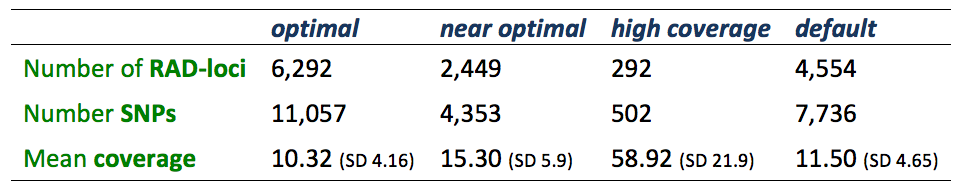 optimal near optimal high coverage default
Number of RAD-loci 6,292 2,449 292 4,554
Number SNPs 11,057 4,353 502 7,736
Mean coverage 10.32 (SD 4.16) 15.30 (SD 5.9) 58.92 (SD 21.9) 11.50 (SD 4.65)